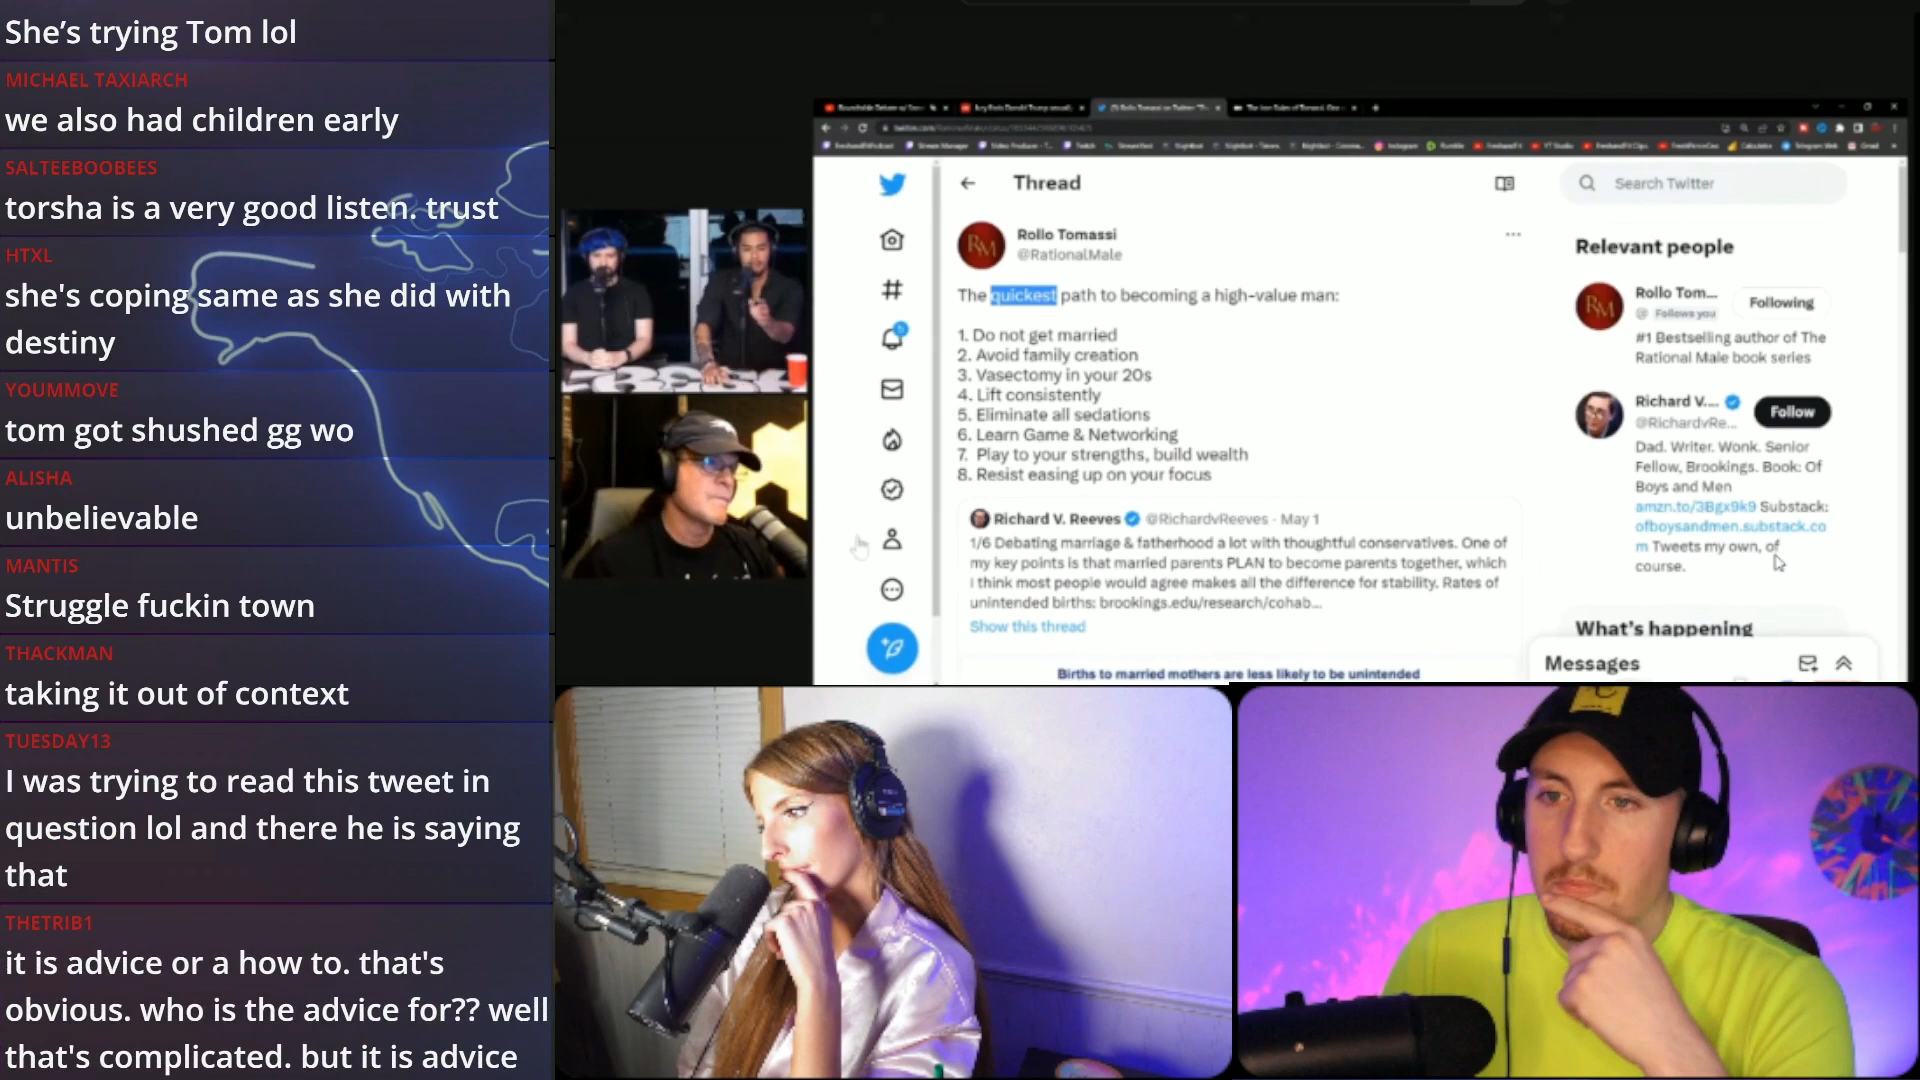 She's trying Tom lol
MICHAEL TAXIARCH
we also had children early
SALTEEBOOBEES
torsha is a very good listen. trust
HTXL
she's coping same as she did with
destiny
YOUMMOVE
tom got shushed gg wo
ALISHA
unbelievable
MANTIS
Struggle fuckin town
THACKMAN
taking it out of context
TUESDAY13
I was trying to read this tweet in
question lol and there he is saying
that
THETRIB1
it is advice or a how to. that's
obvious. who is the advice for?? well
that's complicated. but it is advice
Thread
Rollo Tomassi
@RationalMale
The quickest path to becoming a high-value man:
1. Do not get married
2. Avoid family creation
3. Vasectomy in your 20s
4. Lift consistently
5. Eliminate all sedations
6. Learn Game & Networking
7. Play to your strengths, build wealth
8. Resist easing up on your focus
Richard V. Reeves @RichardvReeves · May 1
1/6 Debating marriage & fatherhood a lot with thoughtful conservatives. One of
my key points is that married parents PLAN to become parents together, which
I think most people would agree makes all the difference for stability. Rates of
unintended births: brookings.edu/research/cohab...
Show this thread
Births to married mothers are less likely to be unintended
Search Twitter
Relevant people
Rollo Tom...
@ Follows you
Following
#1 Bestselling author of The
Rational Male book series
Richard V....
@RichardvRe...
Follow
Dad. Writer. Wonk. Senior
Fellow, Brookings. Book: Of
Boys and Men
amzn.to/3Bgx9k9 Substack:
ofboysandmen.substack.co
m Tweets my own, of
course.
What's happening
Messages